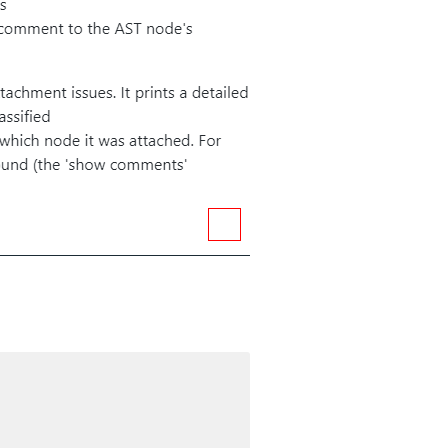 s
comment to the AST node's
tachment issues. It prints a detailed
assified
which node it was attached. For
und (the 'show comments'